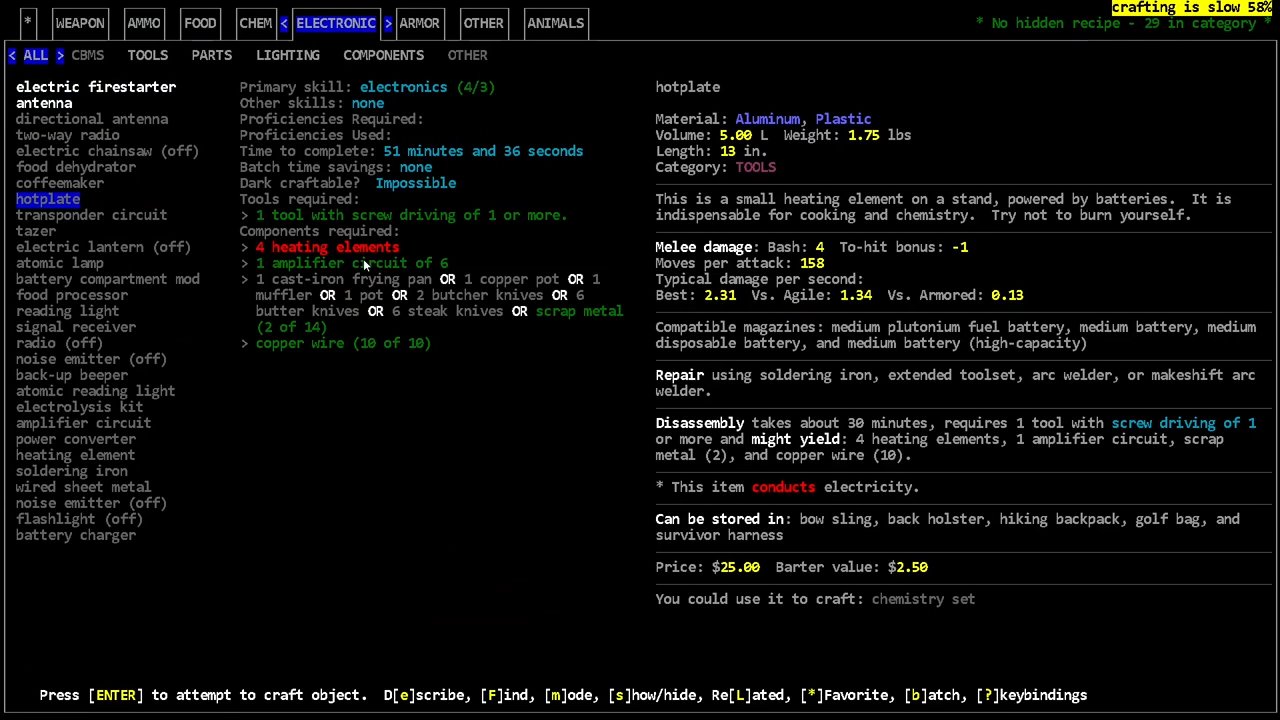 crafting is slow 58%
* WEAPON AMMO FOOD CHEM < ELECTRONIC > ARMOR OTHER ANIMALS
* No hidden recipe - 29 in category *
< ALL > CBMS TOOLS PARTS LIGHTING COMPONENTS OTHER
electric firestarter
antenna
directional antenna
two-way radio
electric chainsaw (off)
food dehydrator
coffeemaker
hotplate
transponder circuit
tazer
electric lantern (off)
atomic lamp
battery compartment mod
food processor
reading light
signal receiver
radio (off)
noise emitter (off)
back-up beeper
atomic reading light
electrolysis kit
amplifier circuit
power converter
heating element
soldering iron
wired sheet metal
noise emitter (off)
flashlight (off)
battery charger
Primary skill: electronics (4/3)
Other skills: none
Proficiencies Required:
Proficiencies Used:
Time to complete: 51 minutes and 36 seconds
Batch time savings: none
Dark craftable? Impossible
Tools required:
> 1 tool with screw driving of 1 or more.
Components required:
> 4 heating elements
> 1 amplifier circuit of 6
> 1 cast-iron frying pan OR 1 copper pot OR 1
muffler OR 1 pot OR 2 butcher knives OR 6
butter knives OR 6 steak knives OR scrap metal
(2 of 14)
> copper wire (10 of 10)
hotplate
Material: Aluminum, Plastic
Volume: 5.00 L Weight: 1.75 lbs
Length: 13 in.
Category: TOOLS
This is a small heating element on a stand, powered by batteries. It is
indispensable for cooking and chemistry. Try not to burn yourself.
Melee damage: Bash: 4 To-hit bonus: -1
Moves per attack: 158
Typical damage per second:
Best: 2.31 Vs. Agile: 1.34 Vs. Armored: 0.13
Compatible magazines: medium plutonium fuel battery, medium battery, medium
disposable battery, and medium battery (high-capacity)
Repair using soldering iron, extended toolset, arc welder, or makeshift arc
welder.
Disassembly takes about 30 minutes, requires 1 tool with screw driving of 1
or more and might yield: 4 heating elements, 1 amplifier circuit, scrap
metal (2), and copper wire (10).
* This item conducts electricity.
Can be stored in: bow sling, back holster, hiking backpack, golf bag, and
survivor harness
Price: $25.00 Barter value: $2.50
You could use it to craft: chemistry set
Press [ENTER] to attempt to craft object. D[e]scribe, [F]ind, [m]ode, [s]how/hide, Re[L]ated, [*]Favorite, [b]atch, [?]keybindings